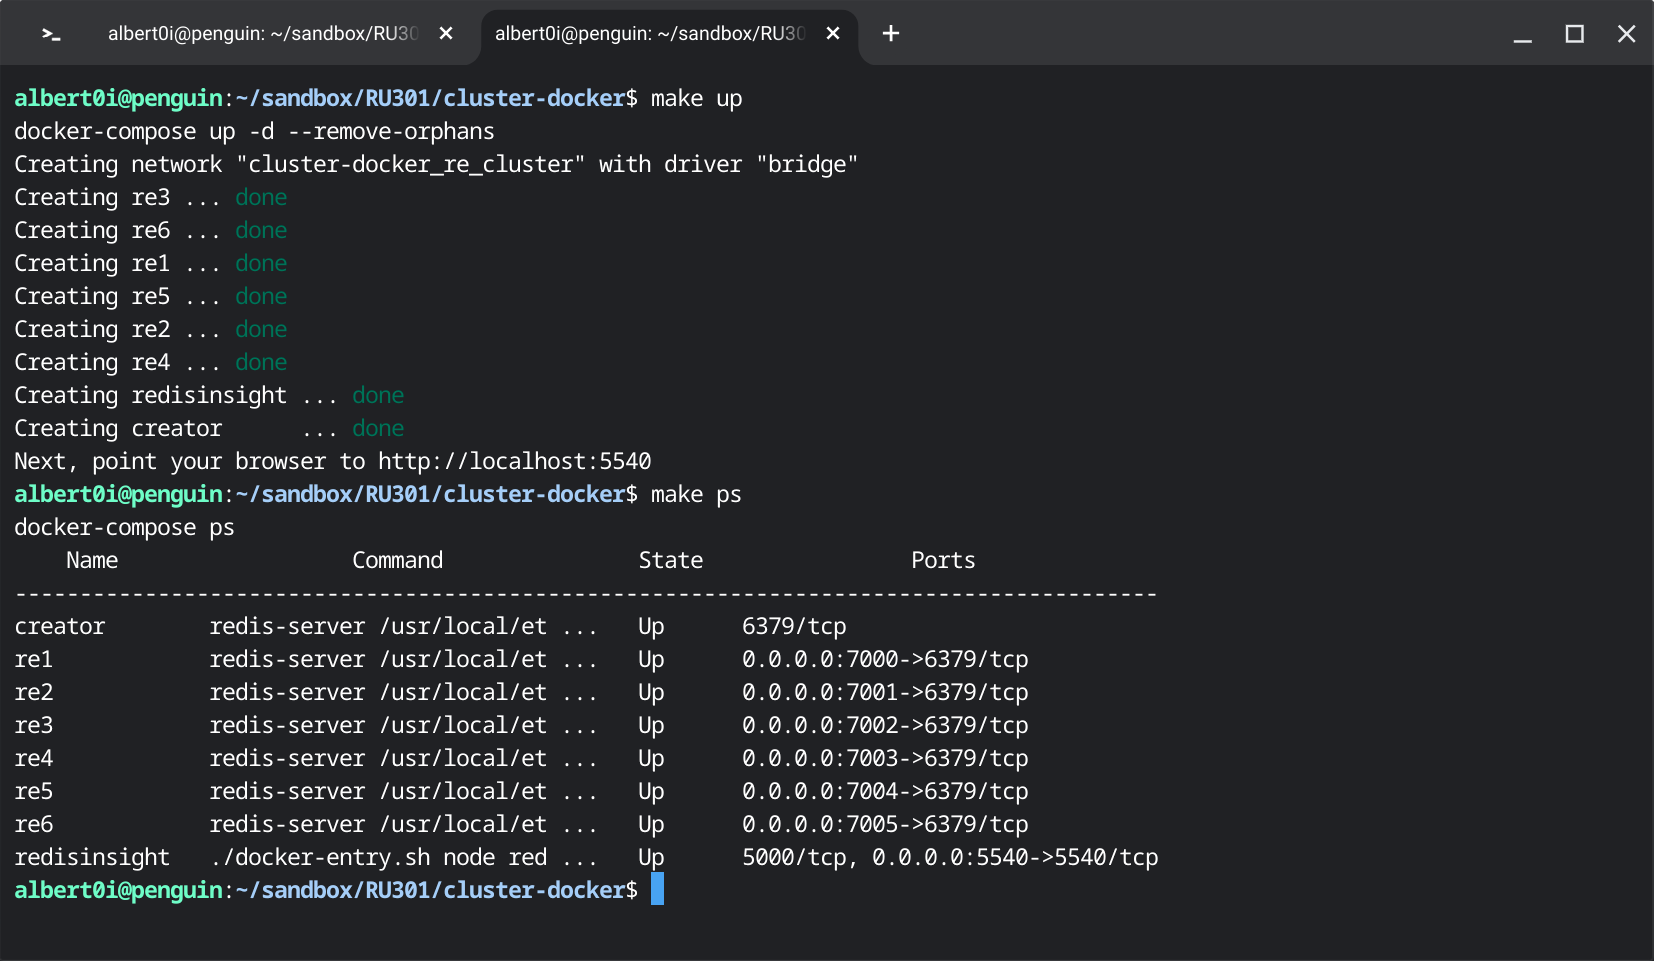 albert0i@penguin: ~/sandbox/RU30
albert0i@penguin: ~/sandbox/RU30
albert0i@penguin:~/sandbox/RU301/cluster-docker$ make up
docker-compose up -d --remove-orphans
Creating network "cluster-docker_re_cluster" with driver "bridge"
Creating re3 ... done
Creating re6 ... done
Creating re1 ... done
Creating re5 ... done
Creating re2 ... done
Creating re4 ... done
Creating redisinsight ... done
Creating creator      ... done
Next, point your browser to http://localhost:5540
albert0i@penguin:~/sandbox/RU301/cluster-docker$ make ps
docker-compose ps
    Name                  Command               State                Ports
----------------------------------------------------------------------------------------
creator        redis-server /usr/local/et ...   Up      6379/tcp
re1            redis-server /usr/local/et ...   Up      0.0.0.0:7000->6379/tcp
re2            redis-server /usr/local/et ...   Up      0.0.0.0:7001->6379/tcp
re3            redis-server /usr/local/et ...   Up      0.0.0.0:7002->6379/tcp
re4            redis-server /usr/local/et ...   Up      0.0.0.0:7003->6379/tcp
re5            redis-server /usr/local/et ...   Up      0.0.0.0:7004->6379/tcp
re6            redis-server /usr/local/et ...   Up      0.0.0.0:7005->6379/tcp
redisinsight   ./docker-entry.sh node red ...   Up      5000/tcp, 0.0.0.0:5540->5540/tcp
albert0i@penguin:~/sandbox/RU301/cluster-docker$